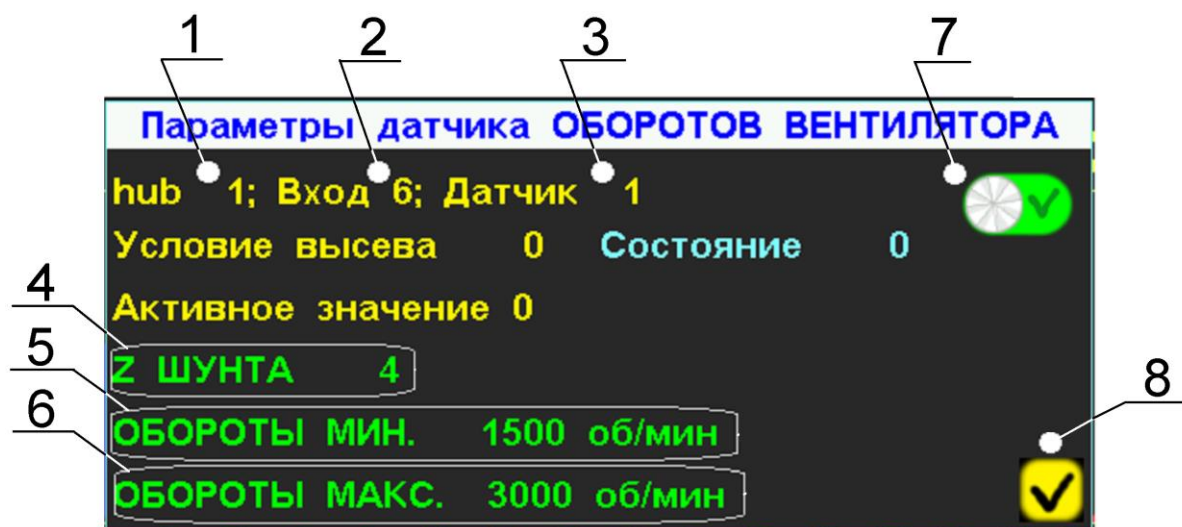 1 2 3 7
Параметры датчика ОБОРОТОВ ВЕНТИЛЯТОРА
hub 1; Вход 6; Датчик 1
Условие высева 0 Состояние 0
4 Активное значение 0
5 Z ШУНТА 4
6 ОБОРОТЫ МИН. 1500 об/мин 8
ОБОРОТЫ МАКС. 3000 об/мин